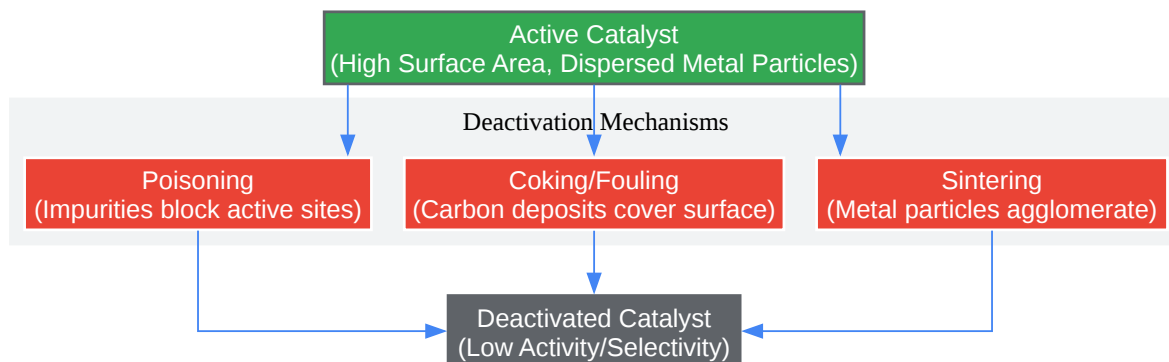 Active Catalyst
(High Surface Area, Dispersed Metal Particles)
Deactivation Mechanisms
Poisoning
(Impurities block active sites)
Coking/Fouling
(Carbon deposits cover surface)
Sintering
(Metal particles agglomerate)
Deactivated Catalyst
(Low Activity/Selectivity)